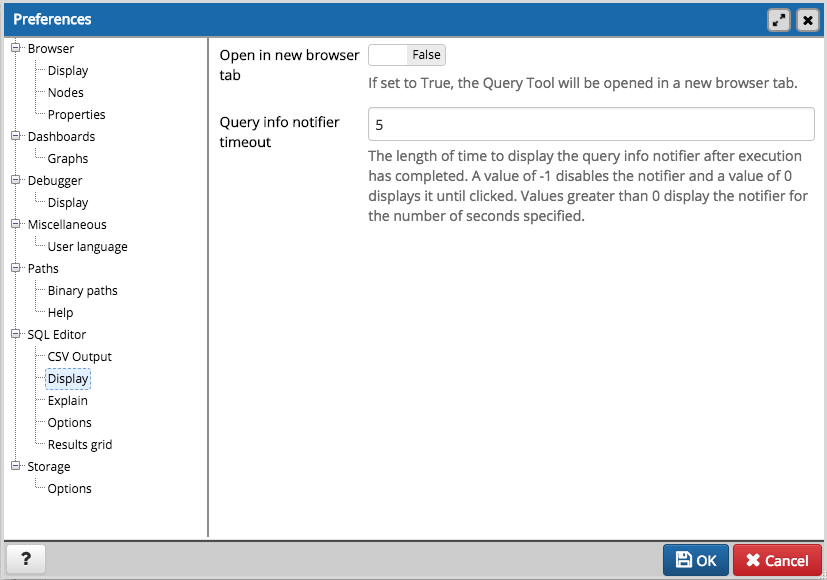 Preferences
Browser
Display
Nodes
Properties
Dashboards
Graphs
Debugger
Display
Miscellaneous
User language
Paths
Binary paths
Help
SQL Editor
CSV Output
Display
Explain
Options
Results grid
Storage
Options
Open in new browser
tab
False
If set to True, the Query Tool will be opened in a new browser tab.
Query info notifier
timeout
5
The length of time to display the query info notifier after execution
has completed. A value of -1 disables the notifier and a value of 0
displays it until clicked. Values greater than 0 display the notifier for
the number of seconds specified.
?
OK
Cancel